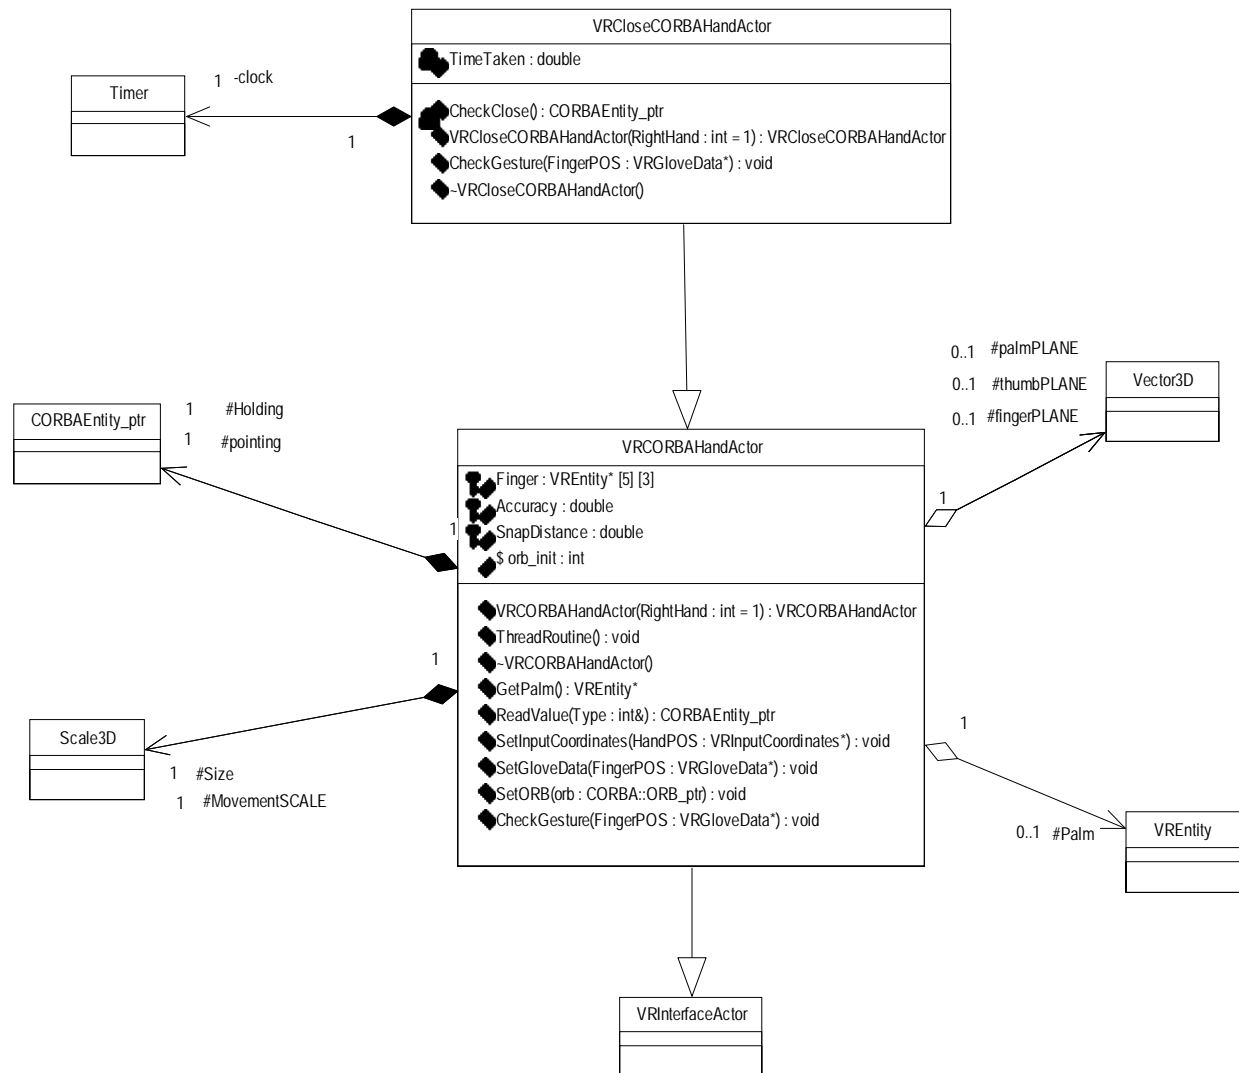 VRCloseCORBAHandActor
TimeTaken : double
CheckClose() : CORBAEntity_ptr
VRCloseCORBAHandActor(RightHand : int = 1) : VRCloseCORBAHandActor
CheckGesture(FingerPOS : VRGloveData*) : void
~VRCloseCORBAHandActor()
1 -clock
Timer
1
0..1 #palmPLANE
0..1 #thumbPLANE
0..1 #fingerPLANE
Vector3D
1
CORBAEntity_ptr
1 #Holding
1 #pointing
1
VRCORBAHandActor
Finger : VREntity* [5] [3]
Accuracy : double
SnapDistance : double
$ orb_init : int
VRCORBAHandActor(RightHand : int = 1) : VRCORBAHandActor
ThreadRoutine() : void
~VRCORBAHandActor()
GetPalm() : VREntity*
ReadValue(Type : int&) : CORBAEntity_ptr
SetInputCoordinates(HandPOS : VRInputCoordinates*) : void
SetGloveData(FingerPOS : VRGloveData*) : void
SetORB(orb : CORBA::ORB_ptr) : void
CheckGesture(FingerPOS : VRGloveData*) : void
1
Scale3D
1 #Size
1 #MovementSCALE
1
0..1 #Palm
VREntity
VRInterfaceActor